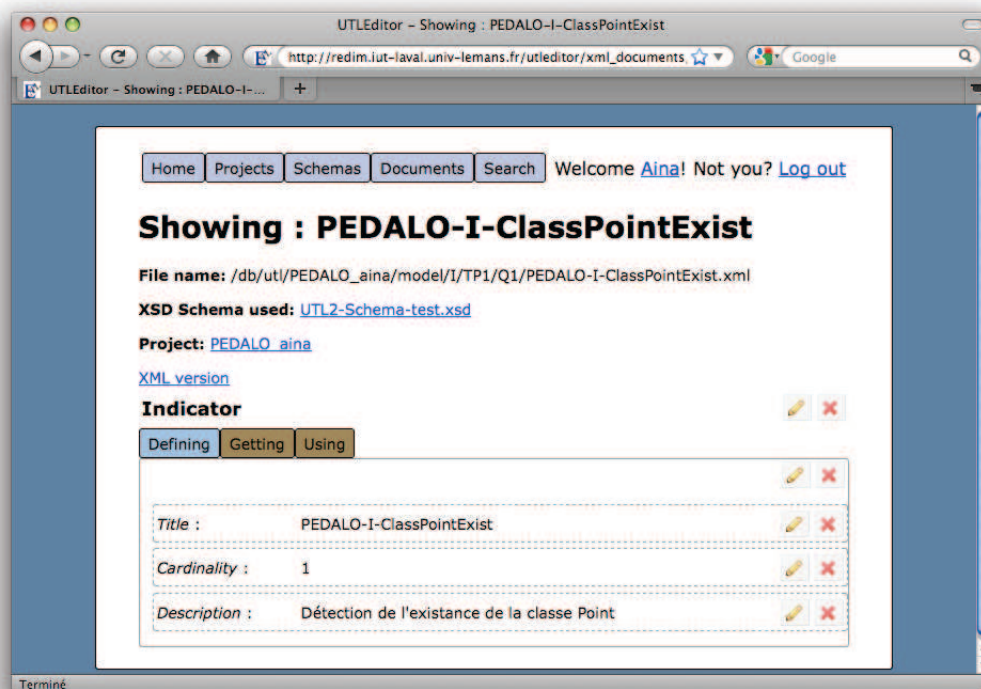 UTLEditor – Showing : PEDALO-I-ClassPointExist
http://redim.iut-laval.univ-lemans.fr/utleditor/xml_documents, Google
UTLEditor – Showing : PEDALO-I-... +
Home Projects Schemas Documents Search Welcome Aina! Not you? Log out
Showing : PEDALO-I-ClassPointExist
File name: /db/utl/PEDALO_aina/model/I/TP1/Q1/PEDALO-I-ClassPointExist.xml
XSD Schema used: UTL2-Schema-test.xsd
Project: PEDALO_aina
XML version
Indicator
Defining Getting Using
Title : PEDALO-I-ClassPointExist
Cardinality : 1
Description : Détection de l'existance de la classe Point
Terminé